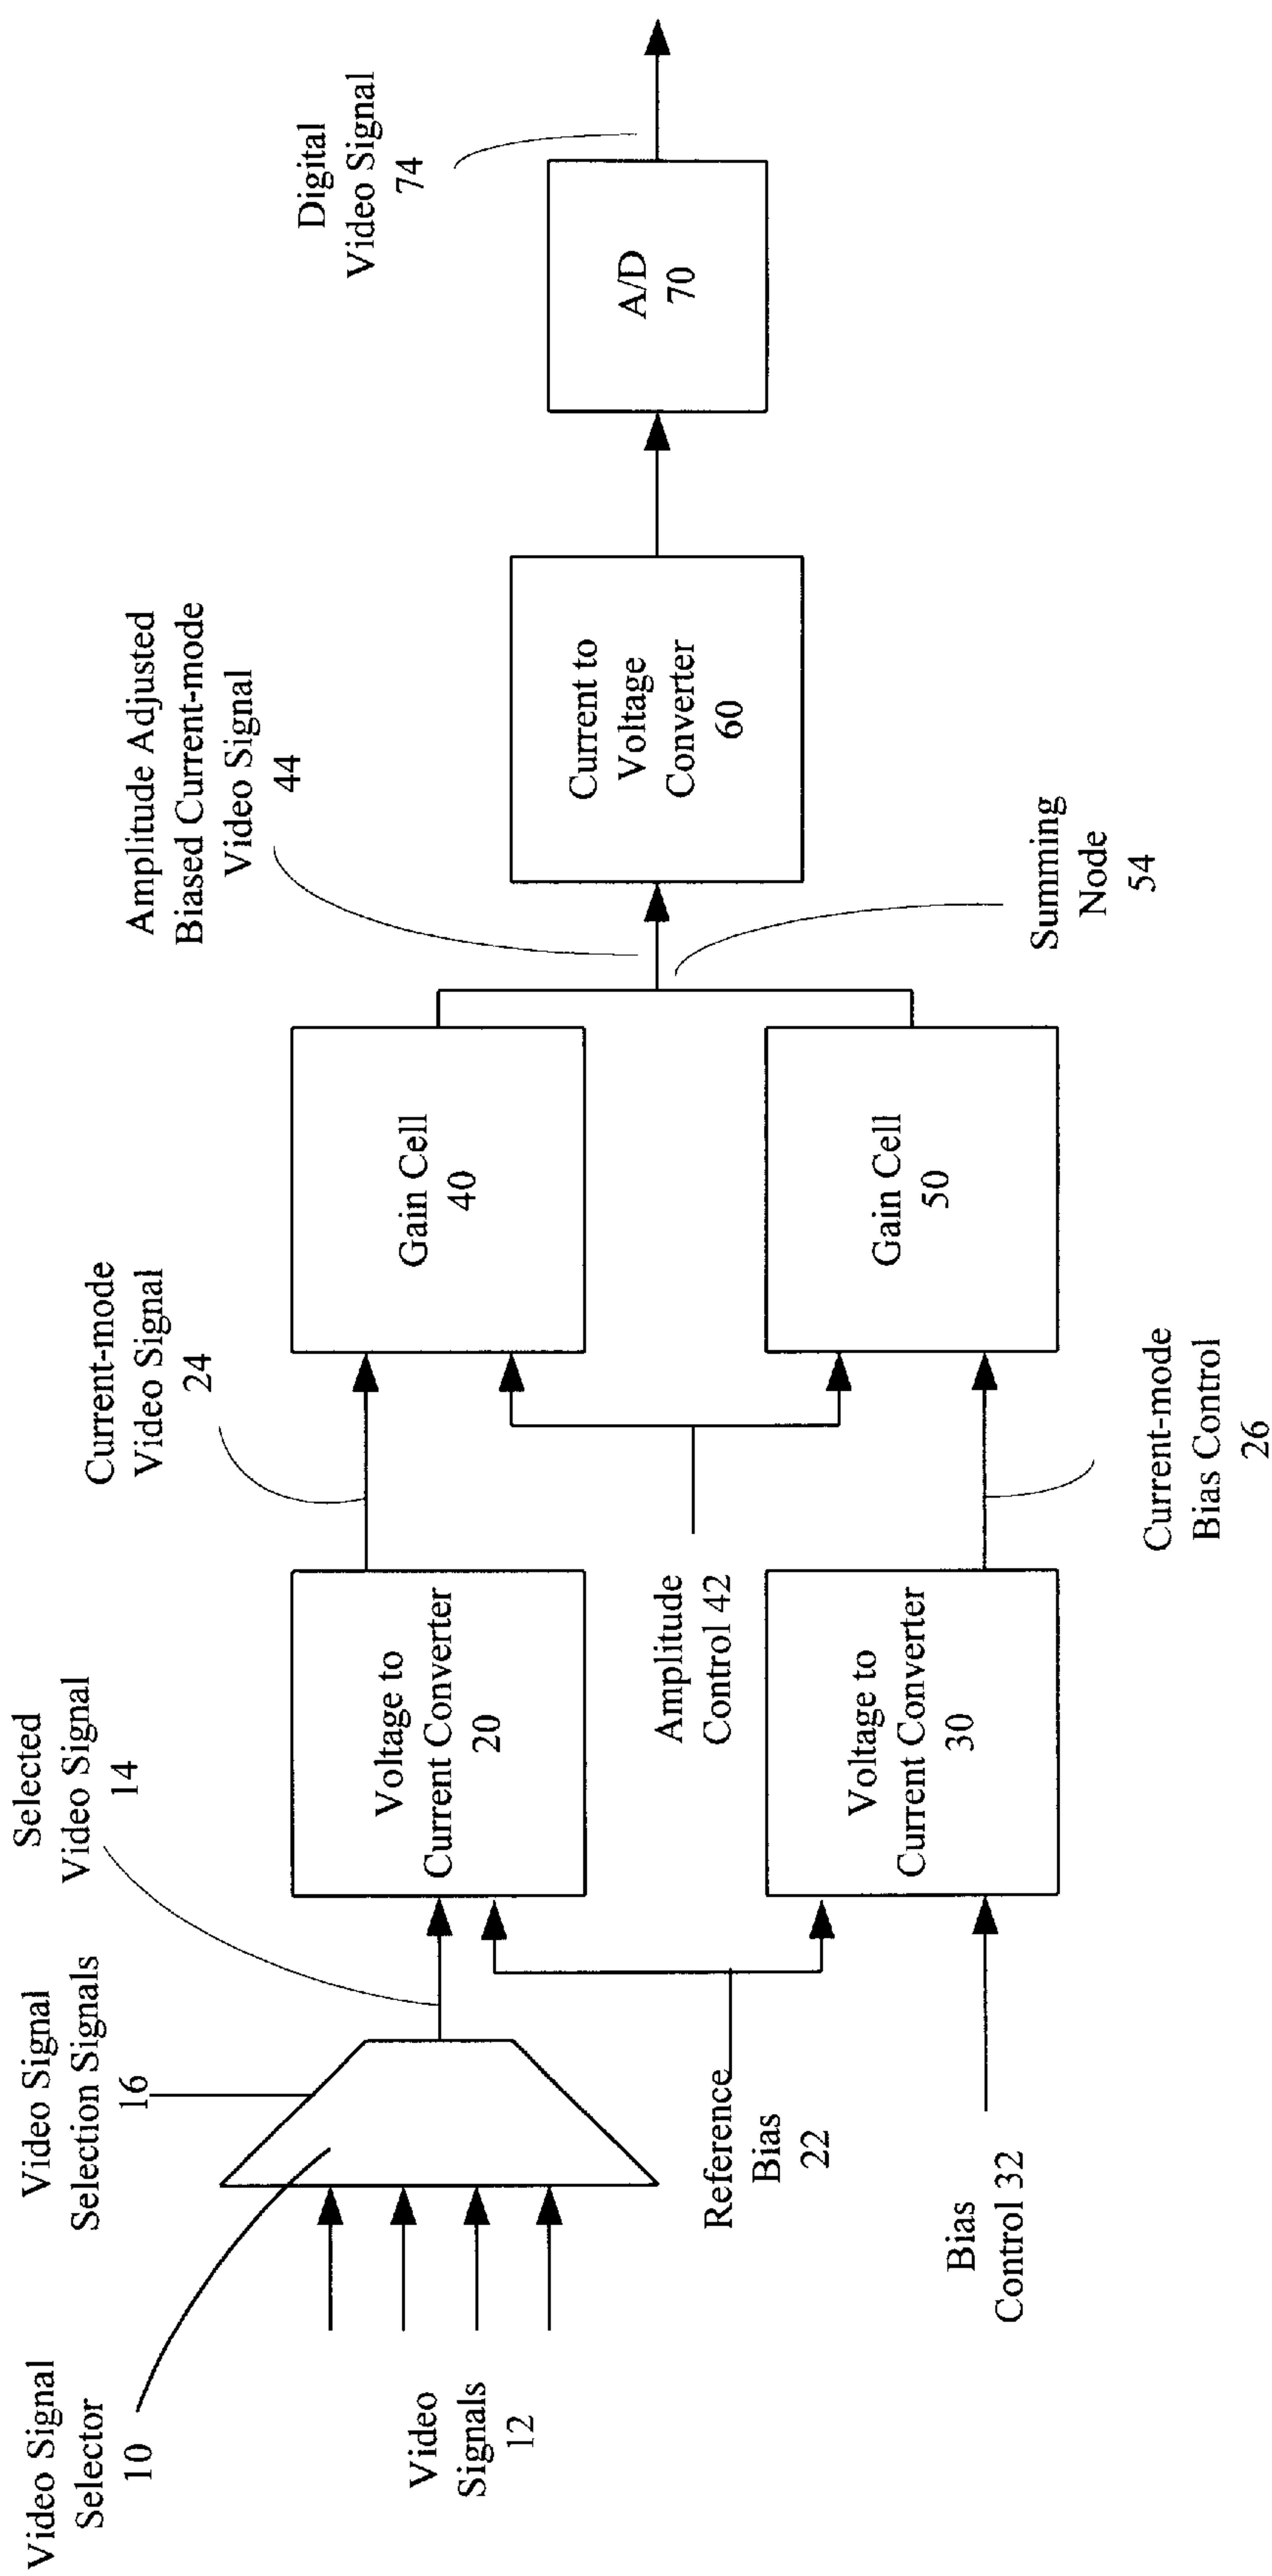 Video Signal
Selector
10
Video
Signals
12
Video Signal
Selection Signals
16
Selected
Video Signal
14
Reference
Bias
22
Bias
Control 32
Voltage to
Current Converter
20
Voltage to
Current Converter
30
Amplitude
Control 42
Current-mode
Video Signal
24
Current-mode
Bias Control
26
Gain Cell
40
Gain Cell
50
Amplitude Adjusted
Biased Current-mode
Video Signal
44
Summing
Node
54
Current to
Voltage
Converter
60
A/D
70
Digital
Video Signal
74